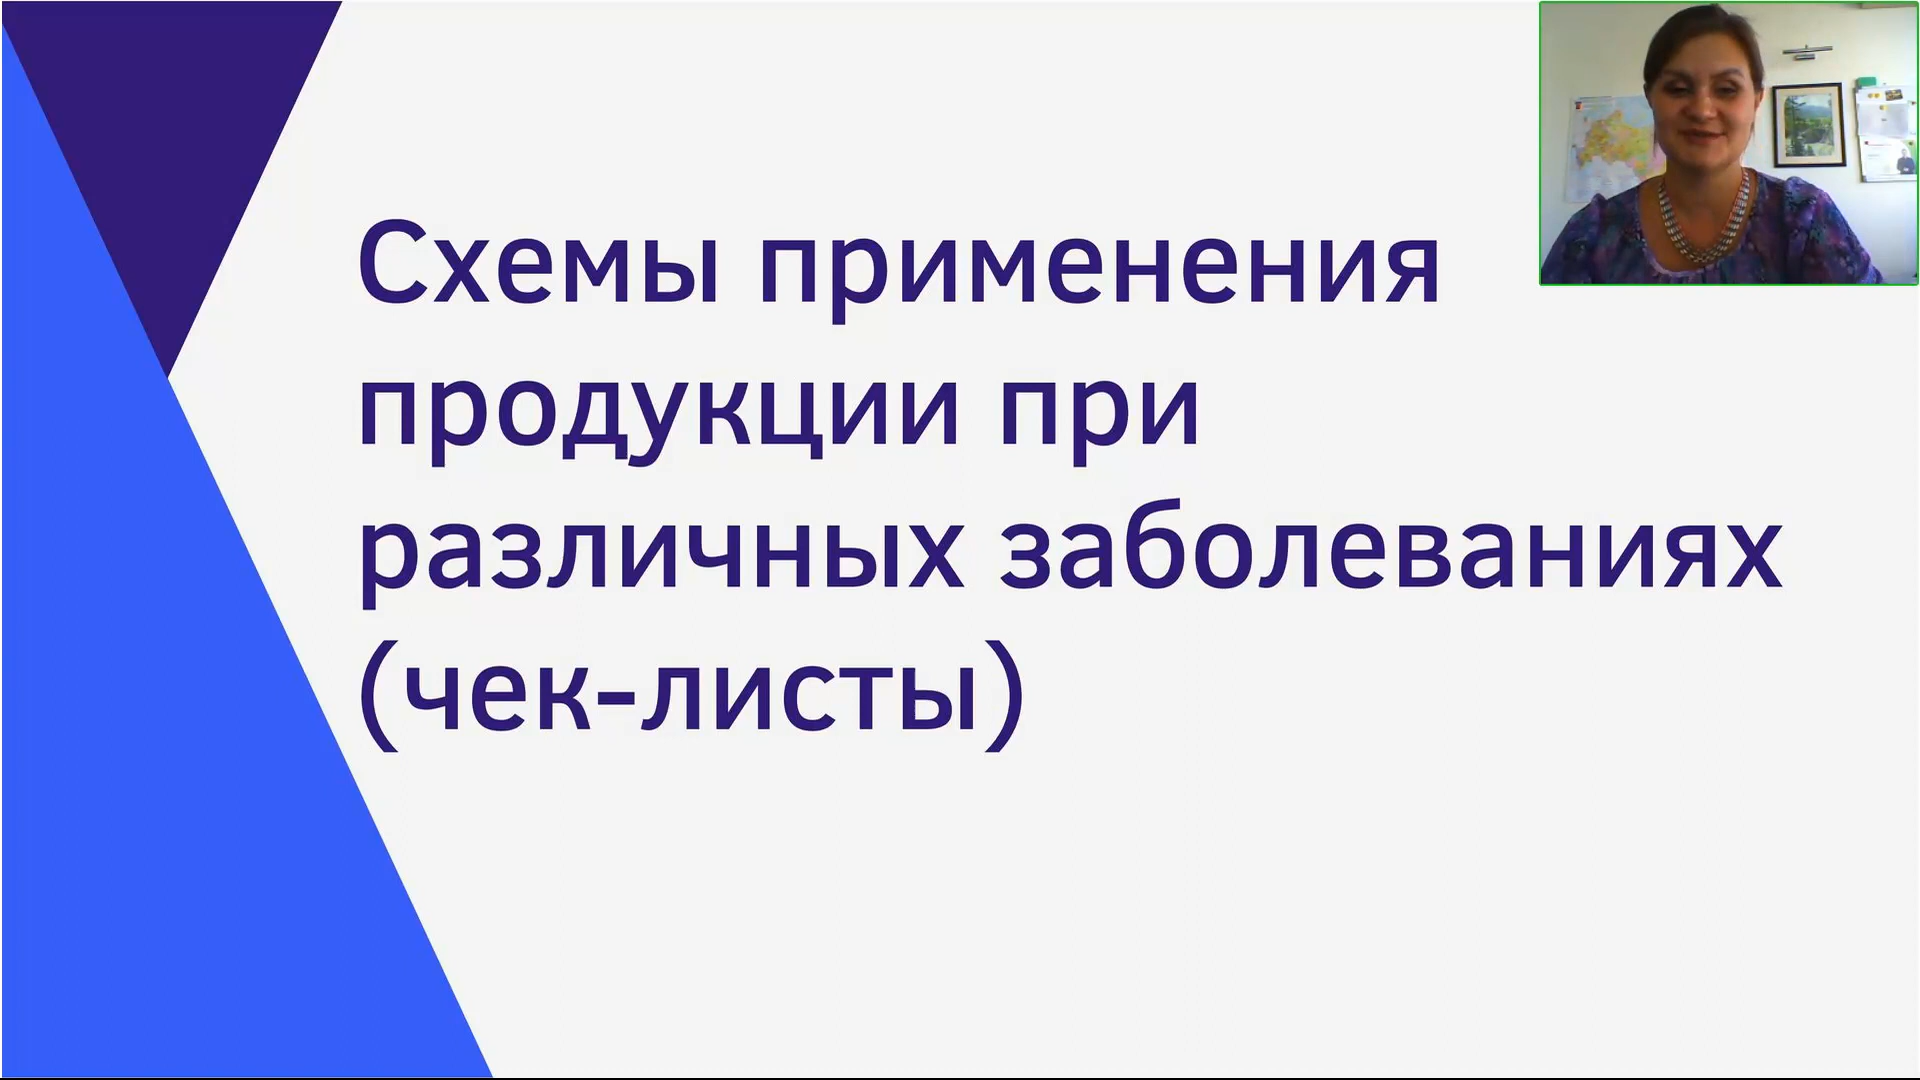 Схемы применения
продукции при
различных заболеваниях
(чек-листы)